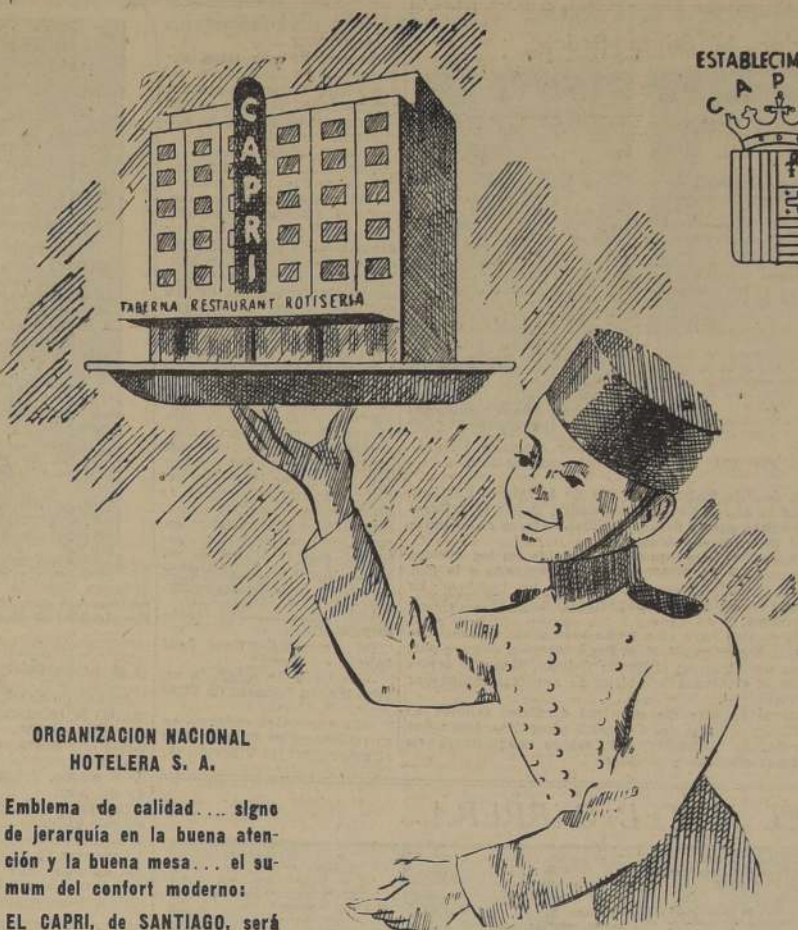 ESTABLECIM
C A P
CAPRI
TABERNA RESTAURANT ROTISERIA
ORGANIZACION NACIONAL
HOTELERA S. A.
Emblema de calidad.... signo
de jerarquía en la buena aten-
ción y la buena mesa... el su-
mum del confort moderno:
EL CAPRI, de SANTIAGO, será